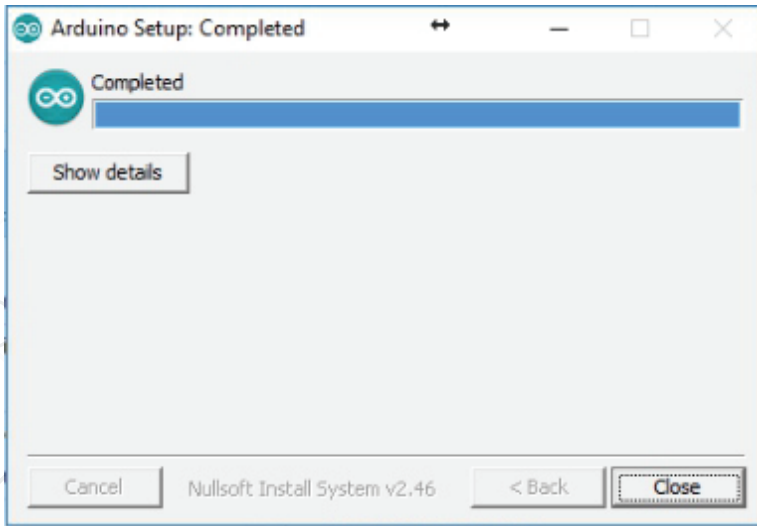 Arduino Setup: Completed
Completed
Show details
Cancel Nullsoft Install System v2.46 < Back Close